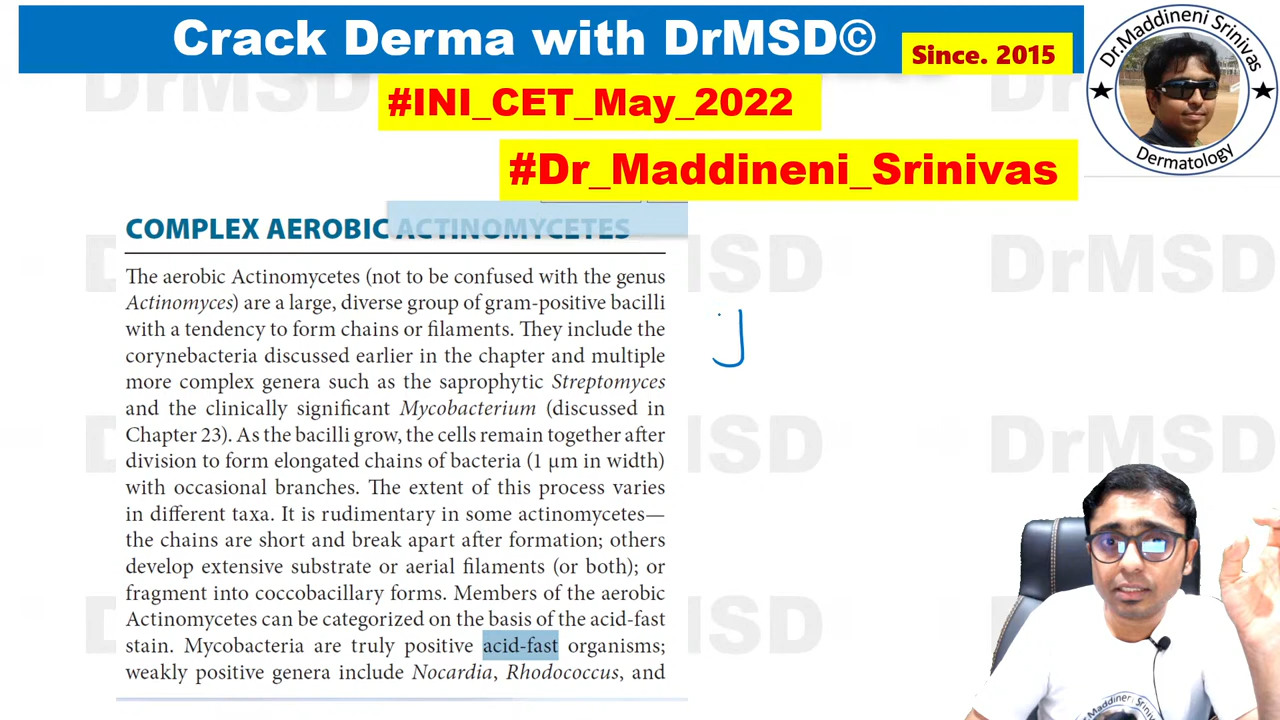 Crack Derma with DrMSD©
Since. 2015
Dr.Maddineni Srinivas
Dermatology
#INI_CET_May_2022
#Dr_Maddineni_Srinivas
COMPLEX AEROBIC ACTINOMYCETES
The aerobic Actinomycetes (not to be confused with the genus
Actinomyces) are a large, diverse group of gram-positive bacilli
with a tendency to form chains or filaments. They include the
corynebacteria discussed earlier in the chapter and multiple
more complex genera such as the saprophytic Streptomyces
and the clinically significant Mycobacterium (discussed in
Chapter 23). As the bacilli grow, the cells remain together after
division to form elongated chains of bacteria (1 μm in width)
with occasional branches. The extent of this process varies
in different taxa. It is rudimentary in some actinomycetes—
the chains are short and break apart after formation; others
develop extensive substrate or aerial filaments (or both); or
fragment into coccobacillary forms. Members of the aerobic
Actinomycetes can be categorized on the basis of the acid-fast
stain. Mycobacteria are truly positive acid-fast organisms;
weakly positive genera include Nocardia, Rhodococcus, and
DrMSD
DrMSD
DrMSD
DrMSD